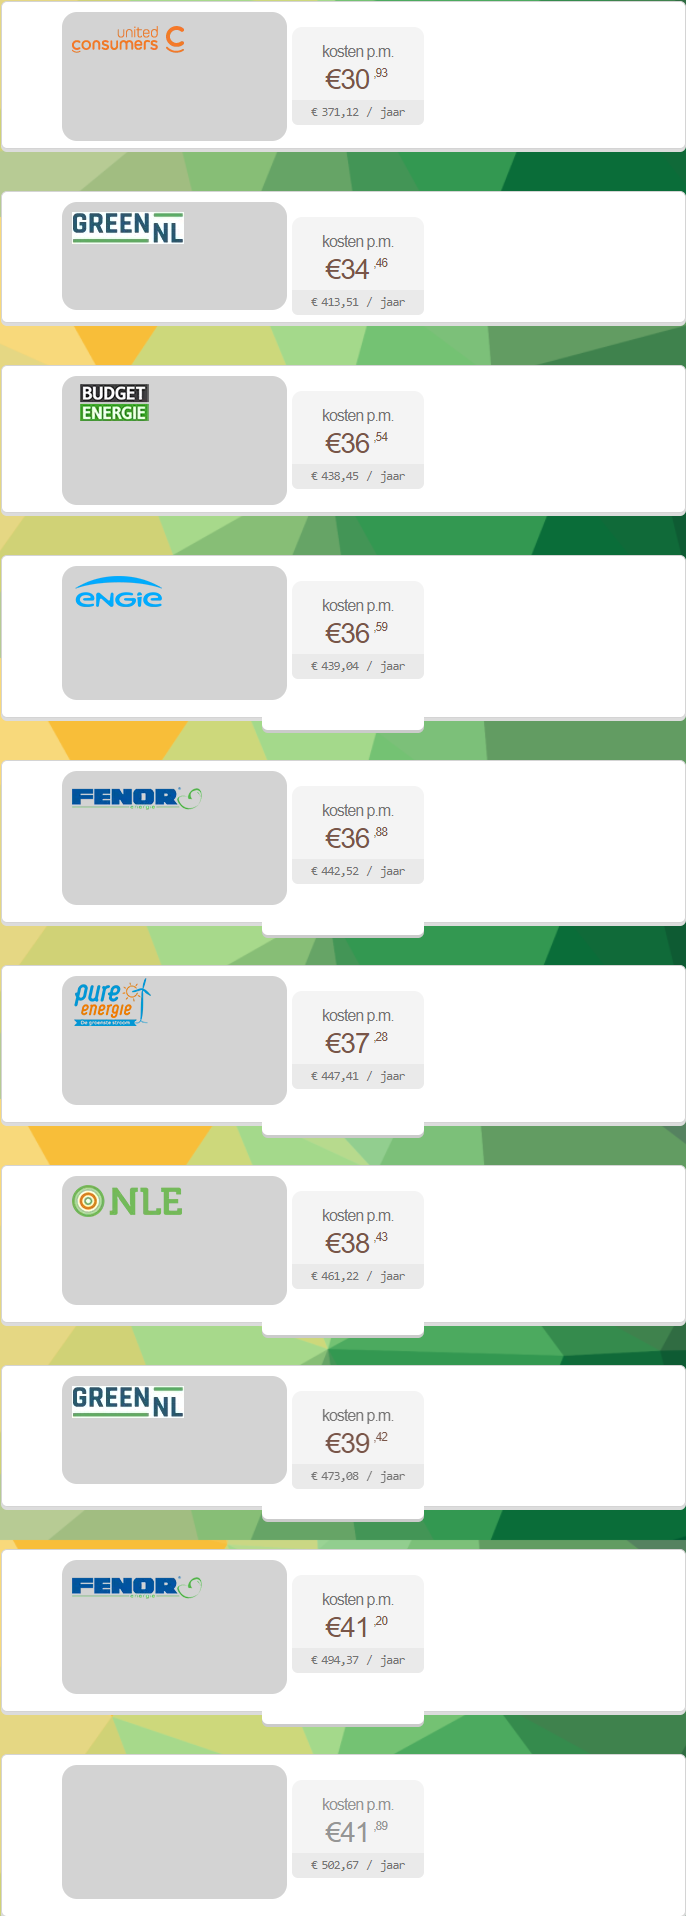 united
consumers
kosten p.m.
€30 ,93
€ 371,12 / jaar
GREEN NL
kosten p.m.
€34 ,46
€ 413,51 / jaar
BUDGET
ENERGIE
kosten p.m.
€36 ,54
€ 438,45 / jaar
ENGIE
kosten p.m.
€36 ,59
€ 439,04 / jaar
FENOR
energie
kosten p.m.
€36 ,88
€ 442,52 / jaar
pure
energie
De groenste stroom
kosten p.m.
€37 ,28
€ 447,41 / jaar
NLE
kosten p.m.
€38 ,43
€ 461,22 / jaar
GREEN NL
kosten p.m.
€39 ,42
€ 473,08 / jaar
FENOR
energie
kosten p.m.
€41 ,20
€ 494,37 / jaar
kosten p.m.
€41 ,89
€ 502,67 / jaar